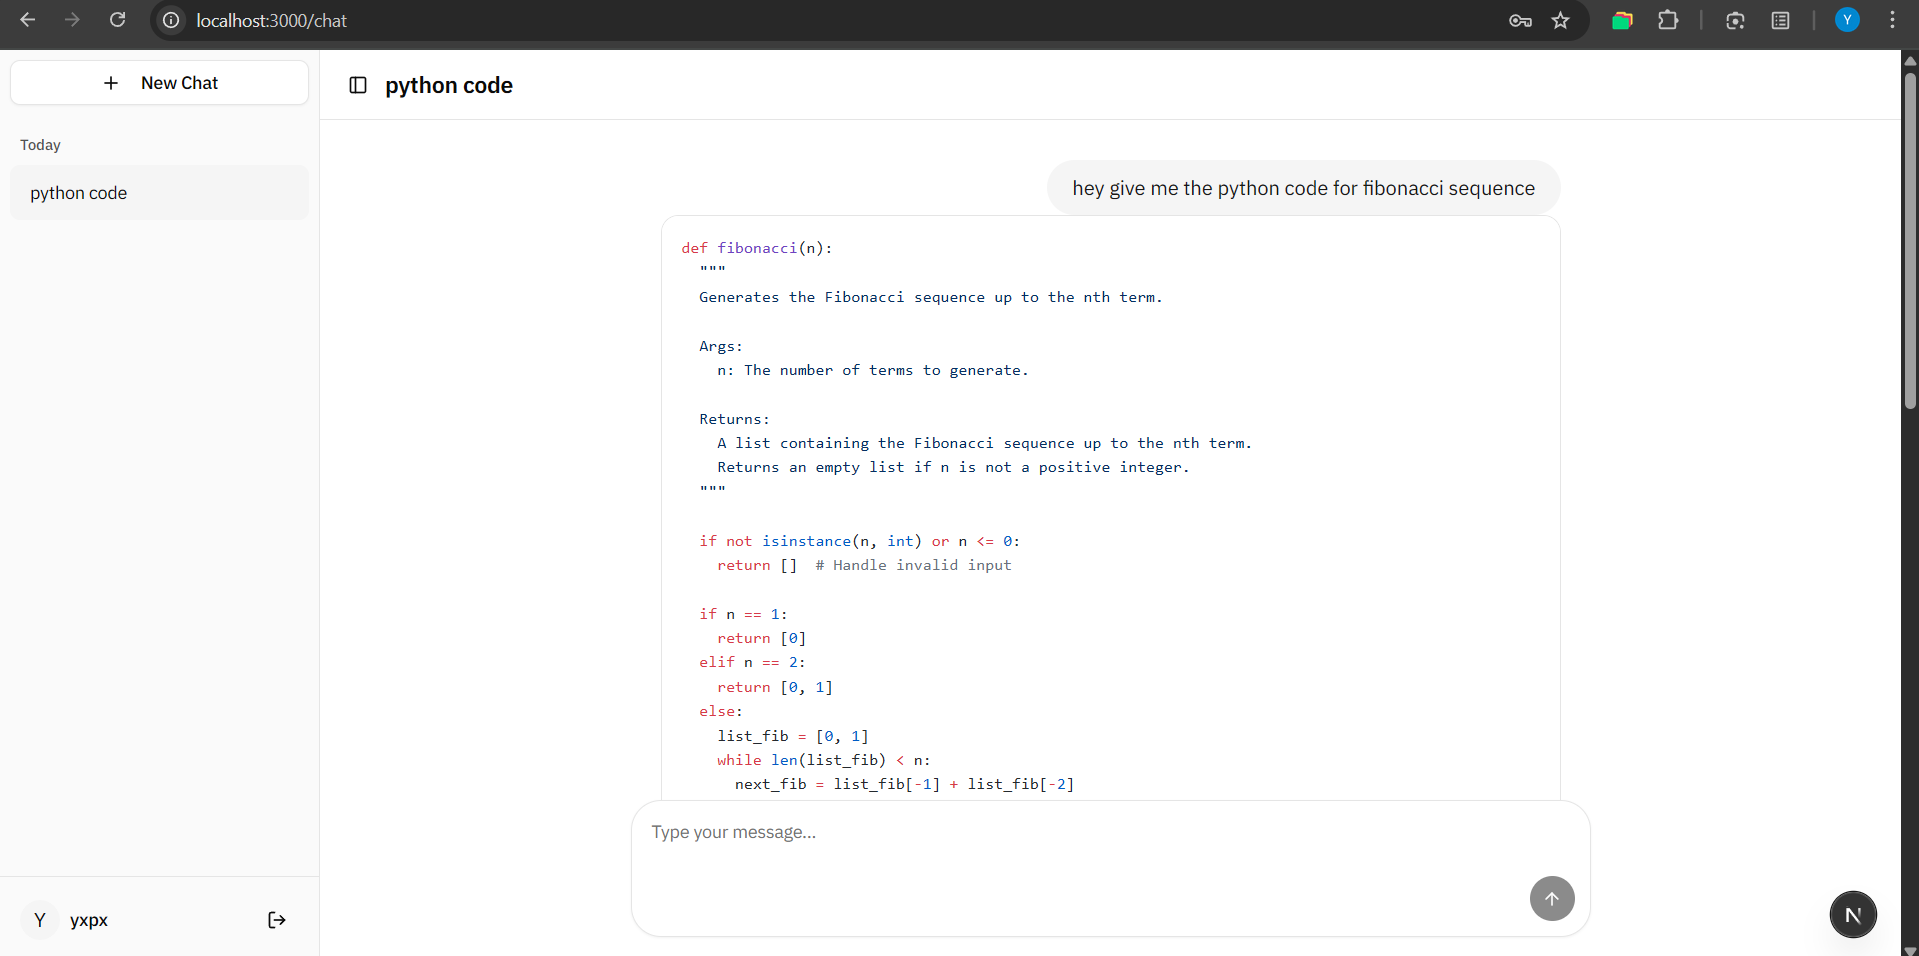 localhost:3000/chat
Y
New Chat
Today
python code
python code
hey give me the python code for fibonacci sequence
def fibonacci(n):
  """
  Generates the Fibonacci sequence up to the nth term.

  Args:
    n: The number of terms to generate.

  Returns:
    A list containing the Fibonacci sequence up to the nth term.
    Returns an empty list if n is not a positive integer.
  """

  if not isinstance(n, int) or n <= 0:
    return []  # Handle invalid input

  if n == 1:
    return [0]
  elif n == 2:
    return [0, 1]
  else:
    list_fib = [0, 1]
    while len(list_fib) < n:
      next_fib = list_fib[-1] + list_fib[-2]
Type your message...
Y yxpx
N